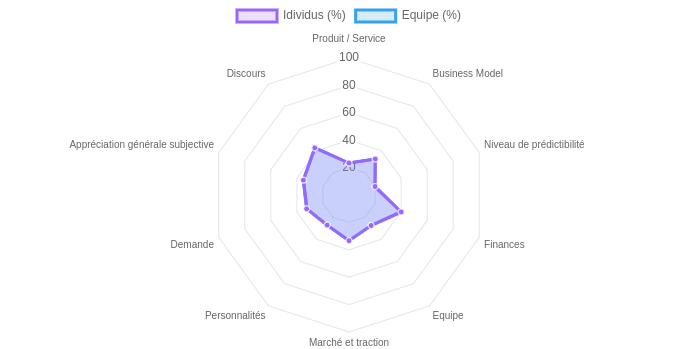 Idividus (%) Equipe (%)
Produit / Service
100
Discours
Business Model
80
60
40
Appréciation générale subjective
Niveau de prédictibilité
20
Demande
Finances
Personnalités
Equipe
Marché et traction